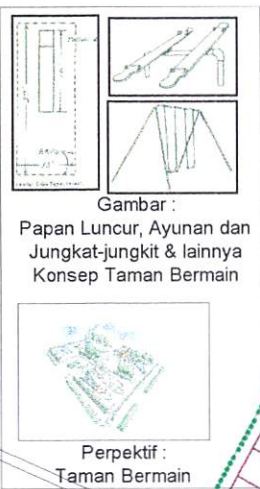 Gambar :
Papan Luncur, Ayunan dan
Jungkat-jungkit & lainnya
Konsep Taman Bermain
Perpektif :
Taman Bermain